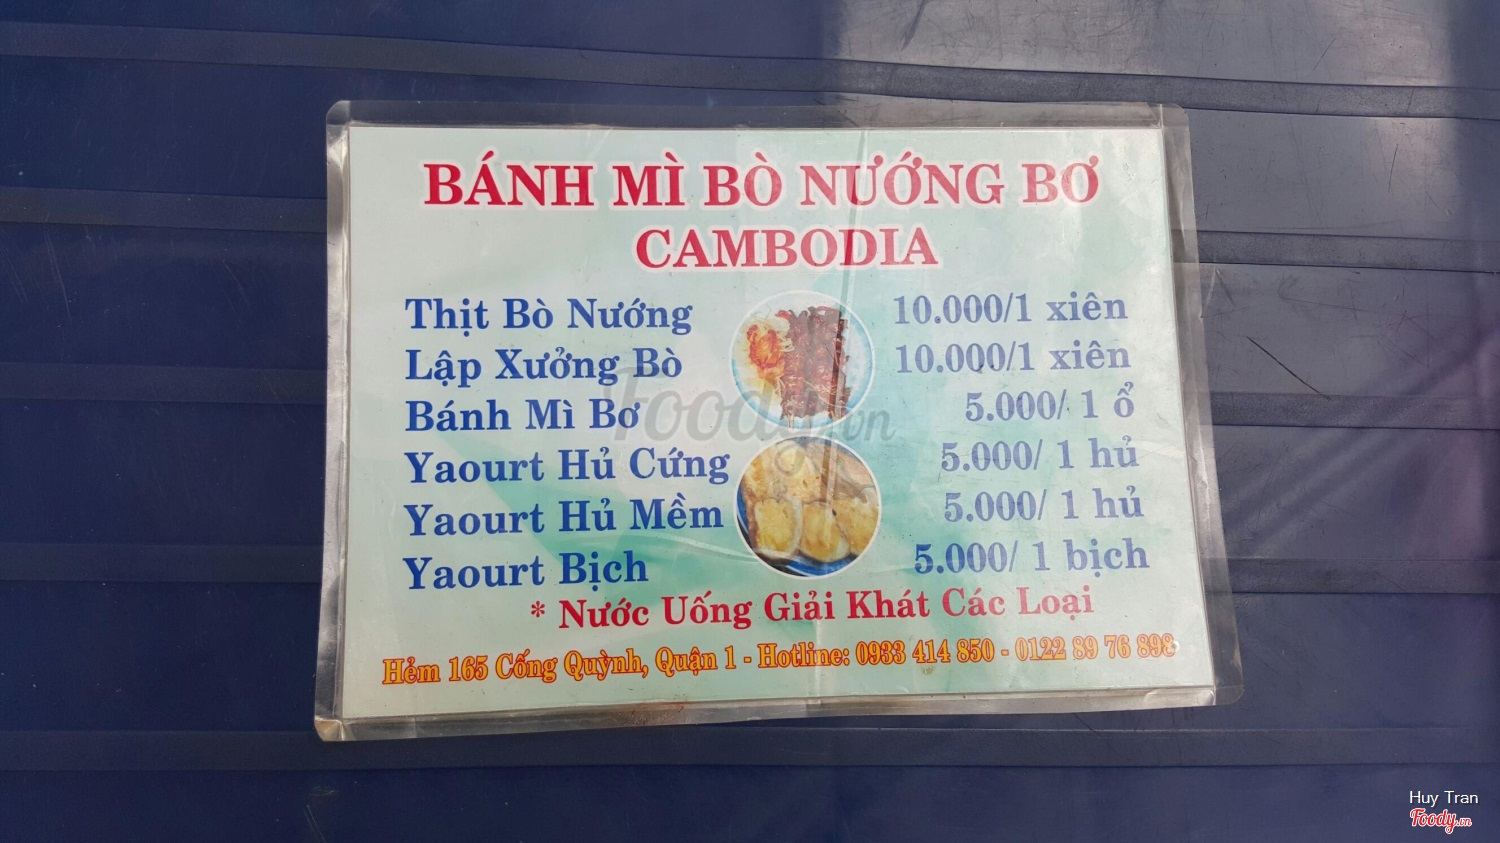 BÁNH MÌ BÒ NƯỚNG BƠ
CAMBODIA
Thịt Bò Nướng 10.000/1 xiên
Lập Xưởng Bò 10.000/1 xiên
Bánh Mì Bơ 5.000/ 1 ổ
Yaourt Hủ Cứng 5.000/ 1 hủ
Yaourt Hủ Mềm 5.000/ 1 hủ
Yaourt Bịch 5.000/ 1 bịch
* Nước Uống Giải Khát Các Loại
Hẻm 165 Cống Quỳnh, Quận 1 - Hotline: 0933 414 850 - 0122 89 76 898
Foody.vn
Huy Tran
Foody.vn